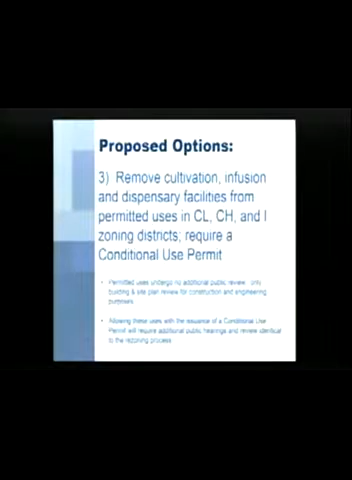 Proposed Options:
3) Remove cultivation, infusion
and dispensary facilities from
permitted uses in CL, CH, and I
zoning districts; require a
Conditional Use Permit
• Permitted uses undergo no additional public review - only
building & site plan review for construction and engineering
purposes
• Allowing these uses with the issuance of a Conditional Use
Permit will require additional public hearings and review identical
to the rezoning process